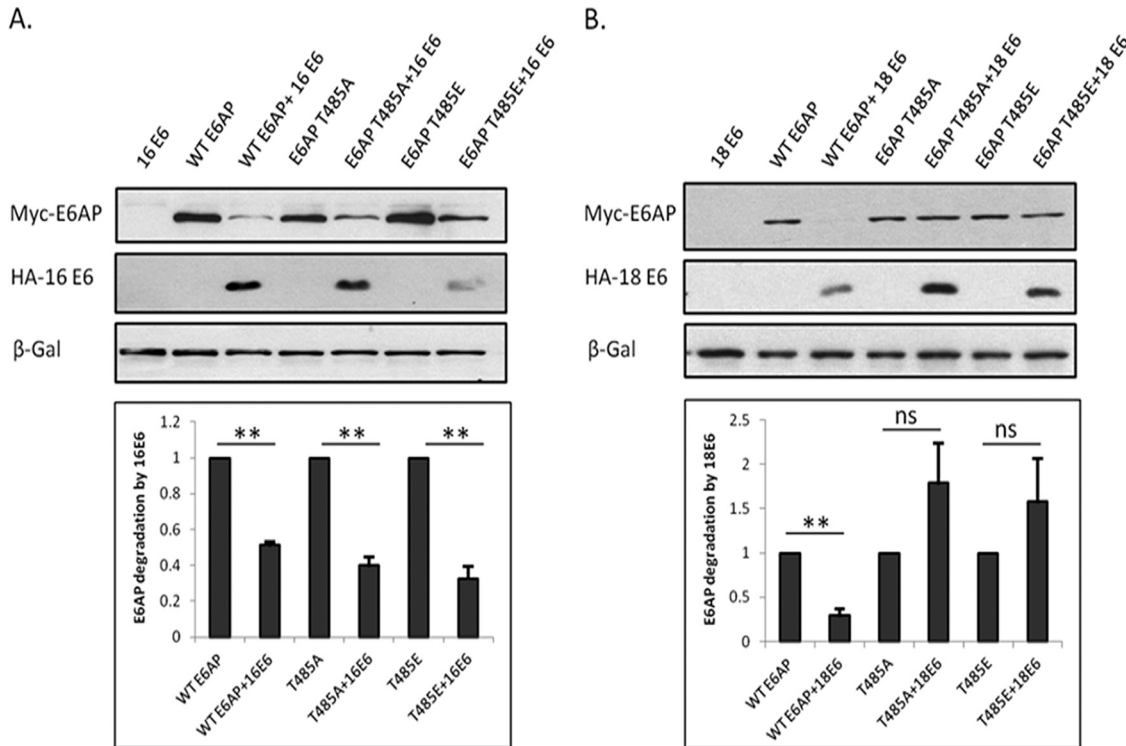 A.
16 E6
WT E6AP
WT E6AP+ 16 E6
E6AP T485A
E6AP T485A+16 E6
E6AP T485E
E6AP T485E+16 E6
Myc-E6AP
HA-16 E6
β-Gal
E6AP degradation by 16E6
1.2
1
0.8
0.6
0.4
0.2
0
**
**
**
WT E6AP
WT E6AP+16E6
T485A
T485A+16E6
T485E
T485E+16E6
B.
18 E6
WT E6AP
WT E6AP+ 18 E6
E6AP T485A
E6AP T485A+18 E6
E6AP T485E
E6AP T485E+18 E6
Myc-E6AP
HA-18 E6
β-Gal
E6AP degradation by 18E6
2.5
2
1.5
1
0.5
0
**
ns
ns
WT E6AP
WT E6AP+18E6
T485A
T485A+18E6
T485E
T485E+18E6